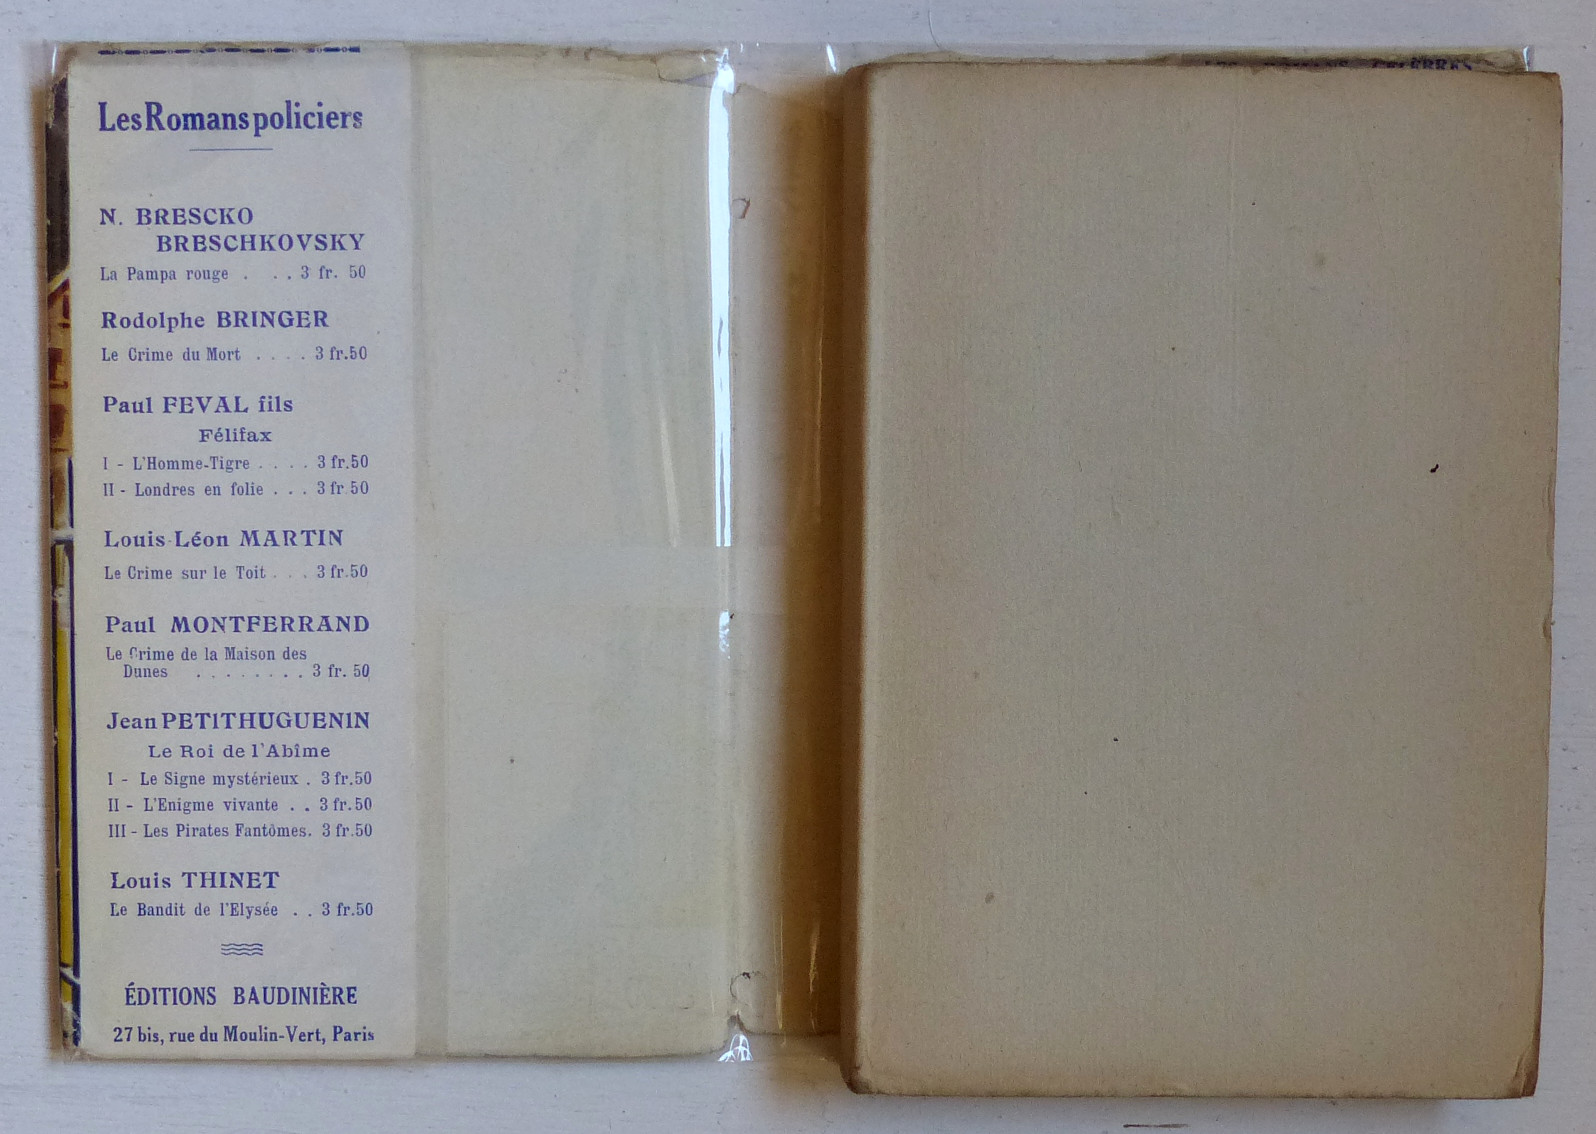 Les Romans policiers
N. BRESCKO
BRESCHKOVSKY
La Pampa rouge . . . 3 fr. 50
Rodolphe BRINGER
Le Crime du Mort . . . . 3 fr.50
Paul FEVAL fils
Félifax
I - L'Homme-Tigre . . . . 3 fr.50
II - Londres en folie . . . 3 fr.50
Louis-Léon MARTIN
Le Crime sur le Toit . . . 3 fr.50
Paul MONTFERRAND
Le Crime de la Maison des
Dunes . . . . . . . . 3 fr. 50
Jean PETITHUGUENIN
Le Roi de l'Abîme
I - Le Signe mystérieux . 3 fr.50
II - L'Enigme vivante . . 3 fr.50
III - Les Pirates Fantômes. 3 fr.50
Louis THINET
Le Bandit de l'Elysée . . 3 fr.50
ÉDITIONS BAUDINIÈRE
27 bis, rue du Moulin-Vert, Paris
CÉLÈBRES